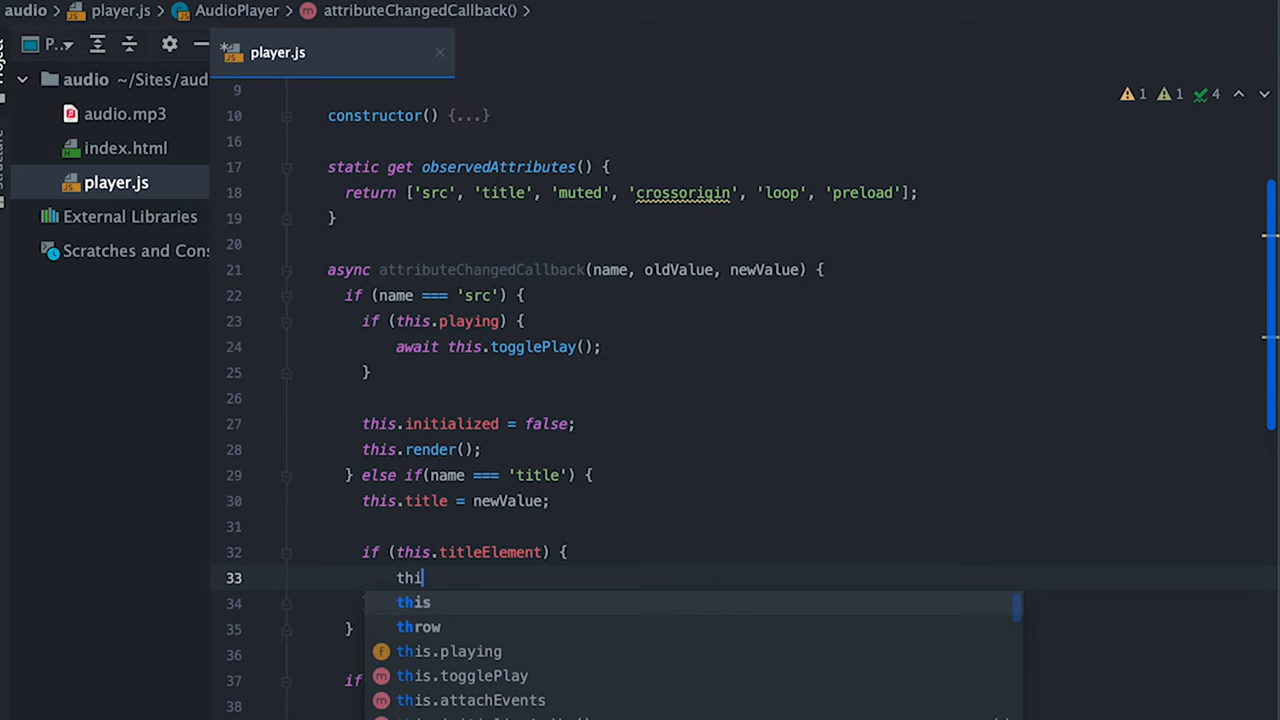 audio > player.js > AudioPlayer > attributeChangedCallback() >
Project
P..
player.js ×
audio ~/Sites/aud
audio.mp3
index.html
player.js
External Libraries
Scratches and Cons
Structure
1 1 4
9
10 constructor() {...}
16
17 static get observedAttributes() {
18 return ['src', 'title', 'muted', 'crossorigin', 'loop', 'preload'];
19 }
20
21 async attributeChangedCallback(name, oldValue, newValue) {
22 if (name === 'src') {
23 if (this.playing) {
24 await this.togglePlay();
25 }
26
27 this.initialized = false;
28 this.render();
29 } else if(name === 'title') {
30 this.title = newValue;
31
32 if (this.titleElement) {
33 thi
34
35 }
36
37 if
38
this
throw
this.playing
this.togglePlay
this.attachEvents